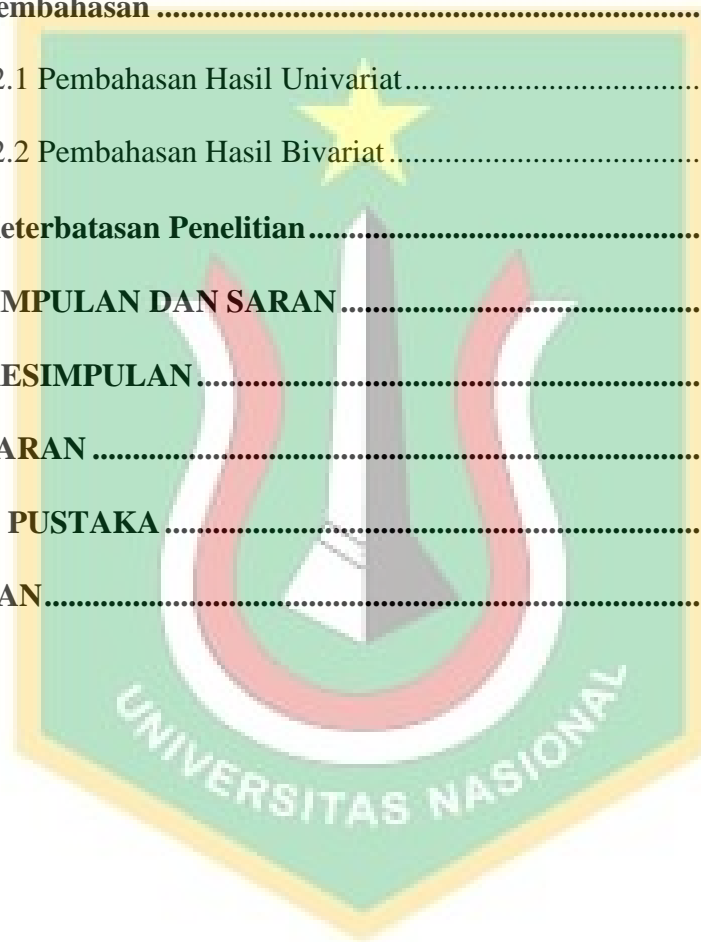 embahasan ........................................................................
2.1 Pembahasan Hasil Univariat........................................
2.2 Pembahasan Hasil Bivariat..........................................
eterbatasan Penelitian....................................................
MPULAN DAN SARAN................................................
ESIMPULAN..................................................................
ARAN ............................................................................
PUSTAKA......................................................................
AN..................................................................................
UNIVERSITAS NASIONAL